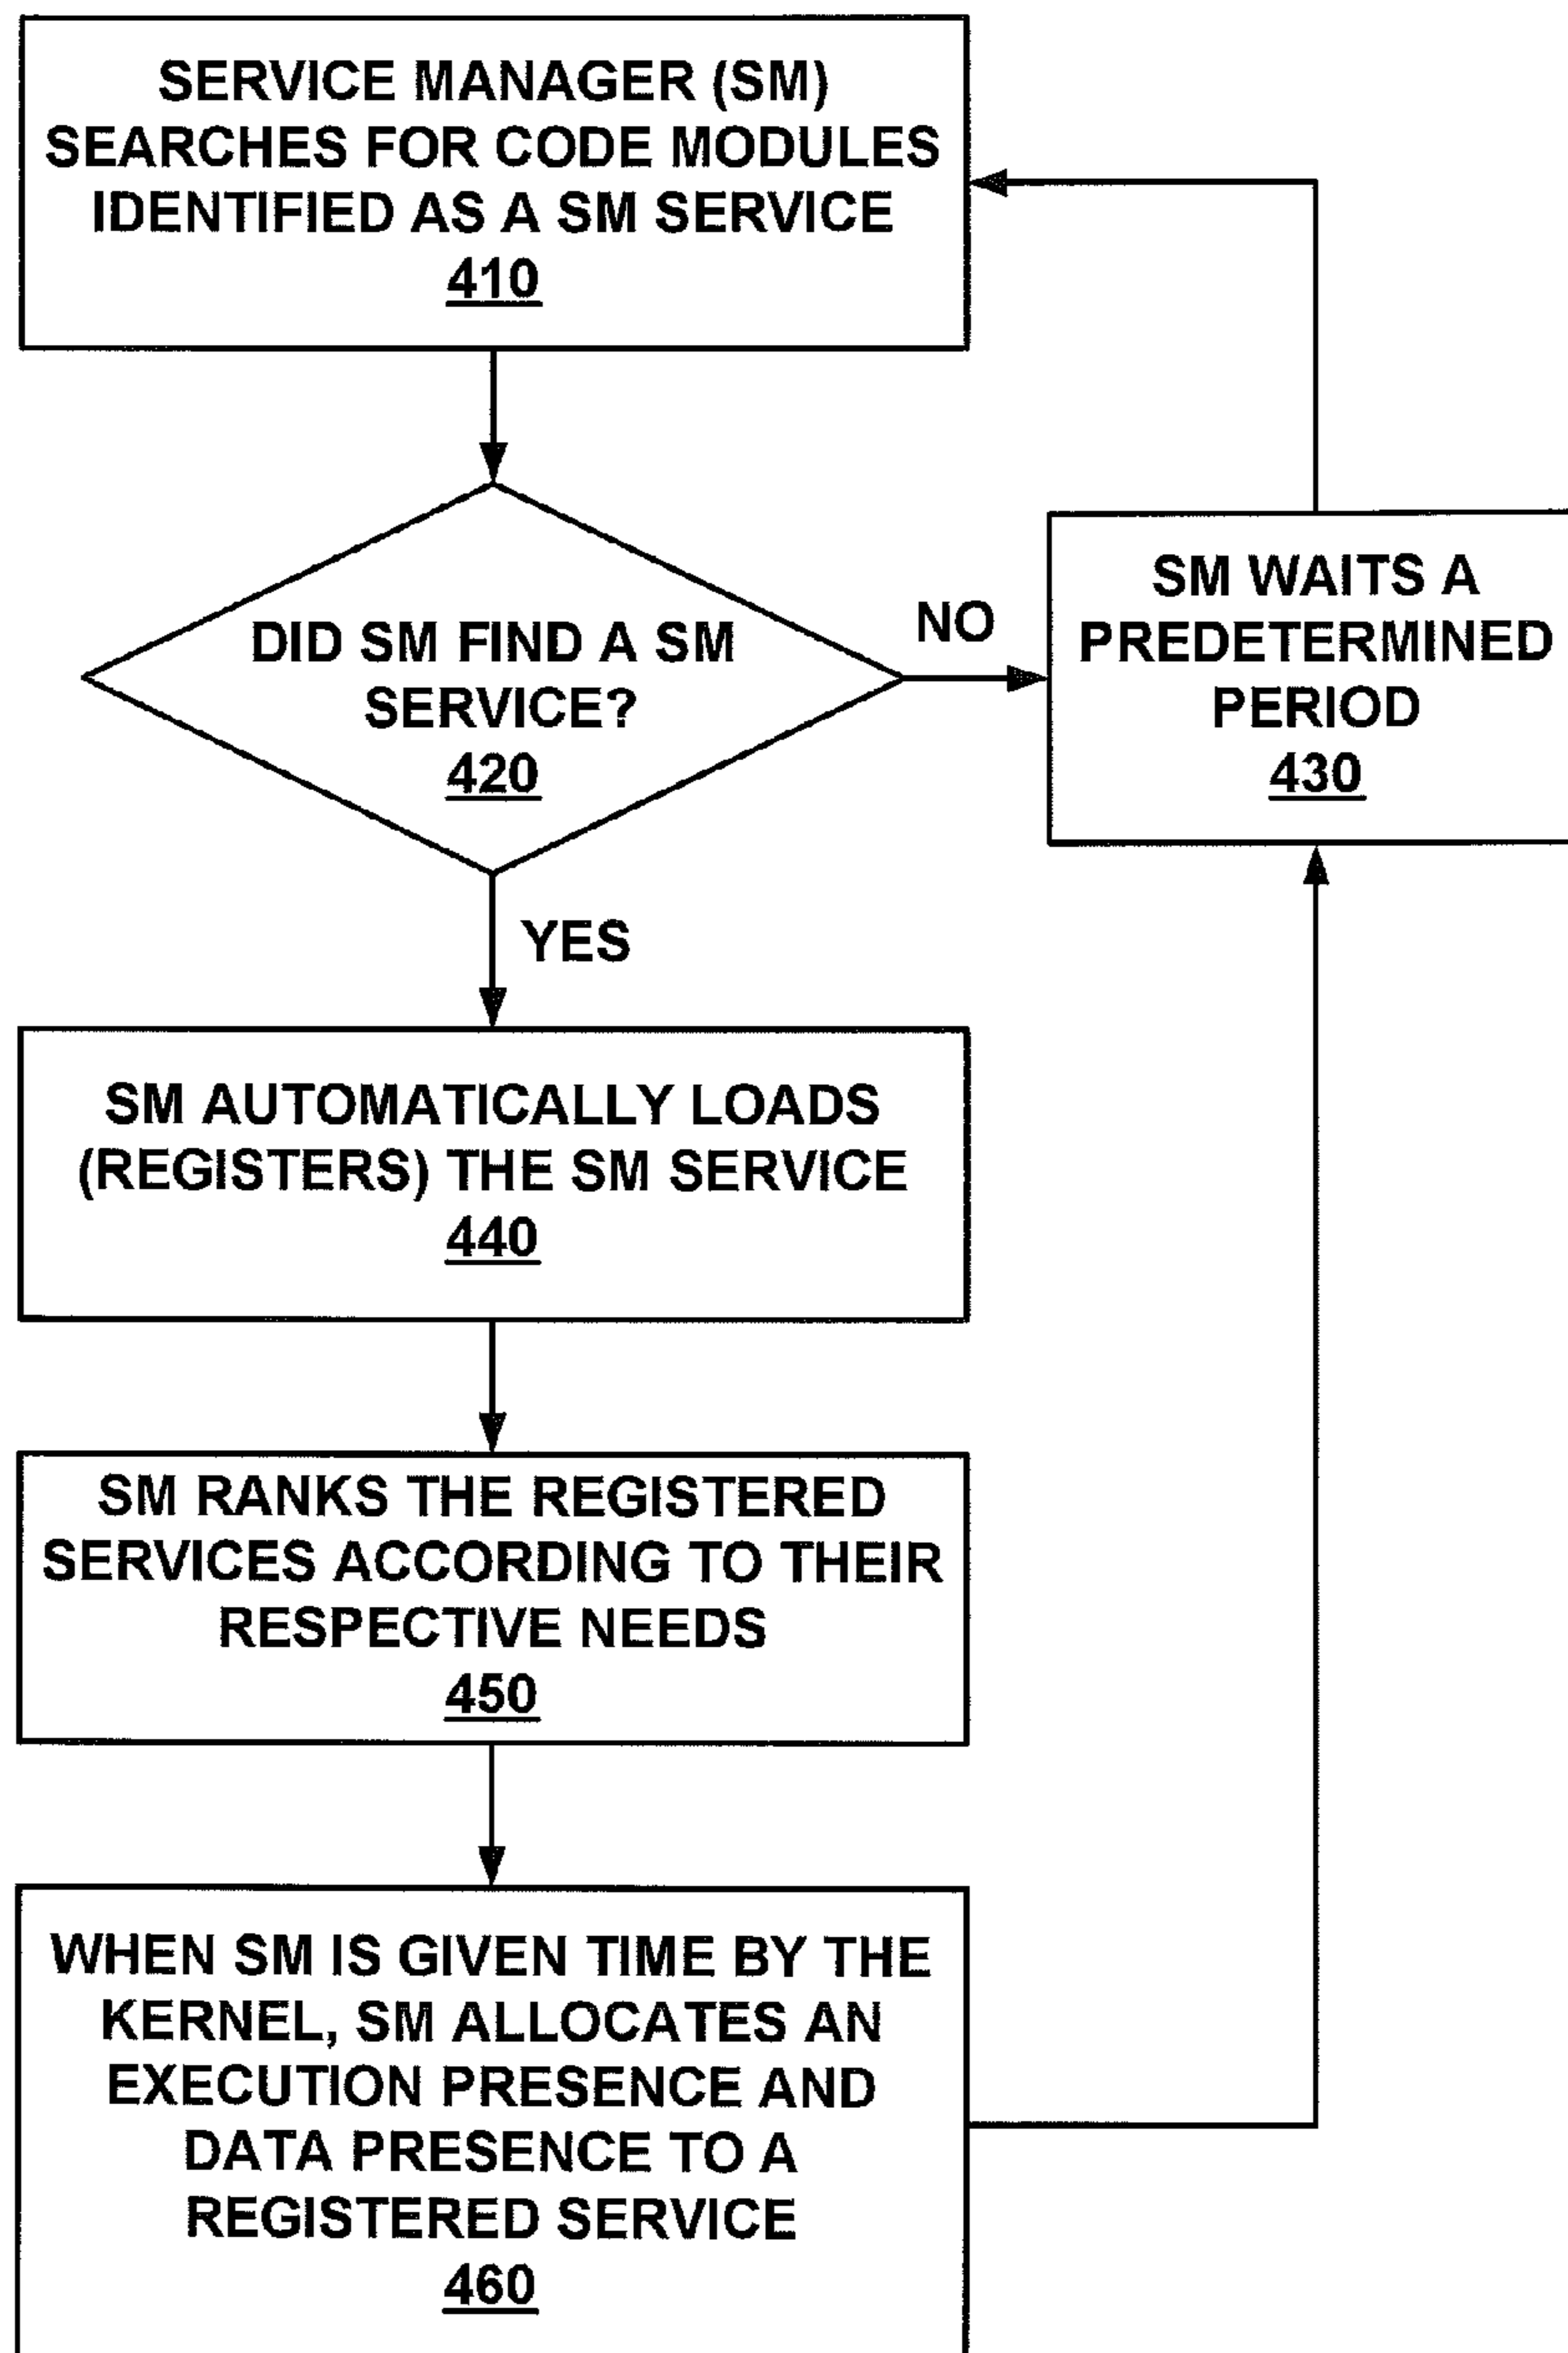 SERVICE MANAGER (SM)
SEARCHES FOR CODE MODULES
IDENTIFIED AS A SM SERVICE
410
DID SM FIND A SM
SERVICE?
420
NO
SM WAITS A
PREDETERMINED
PERIOD
430
YES
SM AUTOMATICALLY LOADS
(REGISTERS) THE SM SERVICE
440
SM RANKS THE REGISTERED
SERVICES ACCORDING TO THEIR
RESPECTIVE NEEDS
450
WHEN SM IS GIVEN TIME BY THE
KERNEL, SM ALLOCATES AN
EXECUTION PRESENCE AND
DATA PRESENCE TO A
REGISTERED SERVICE
460